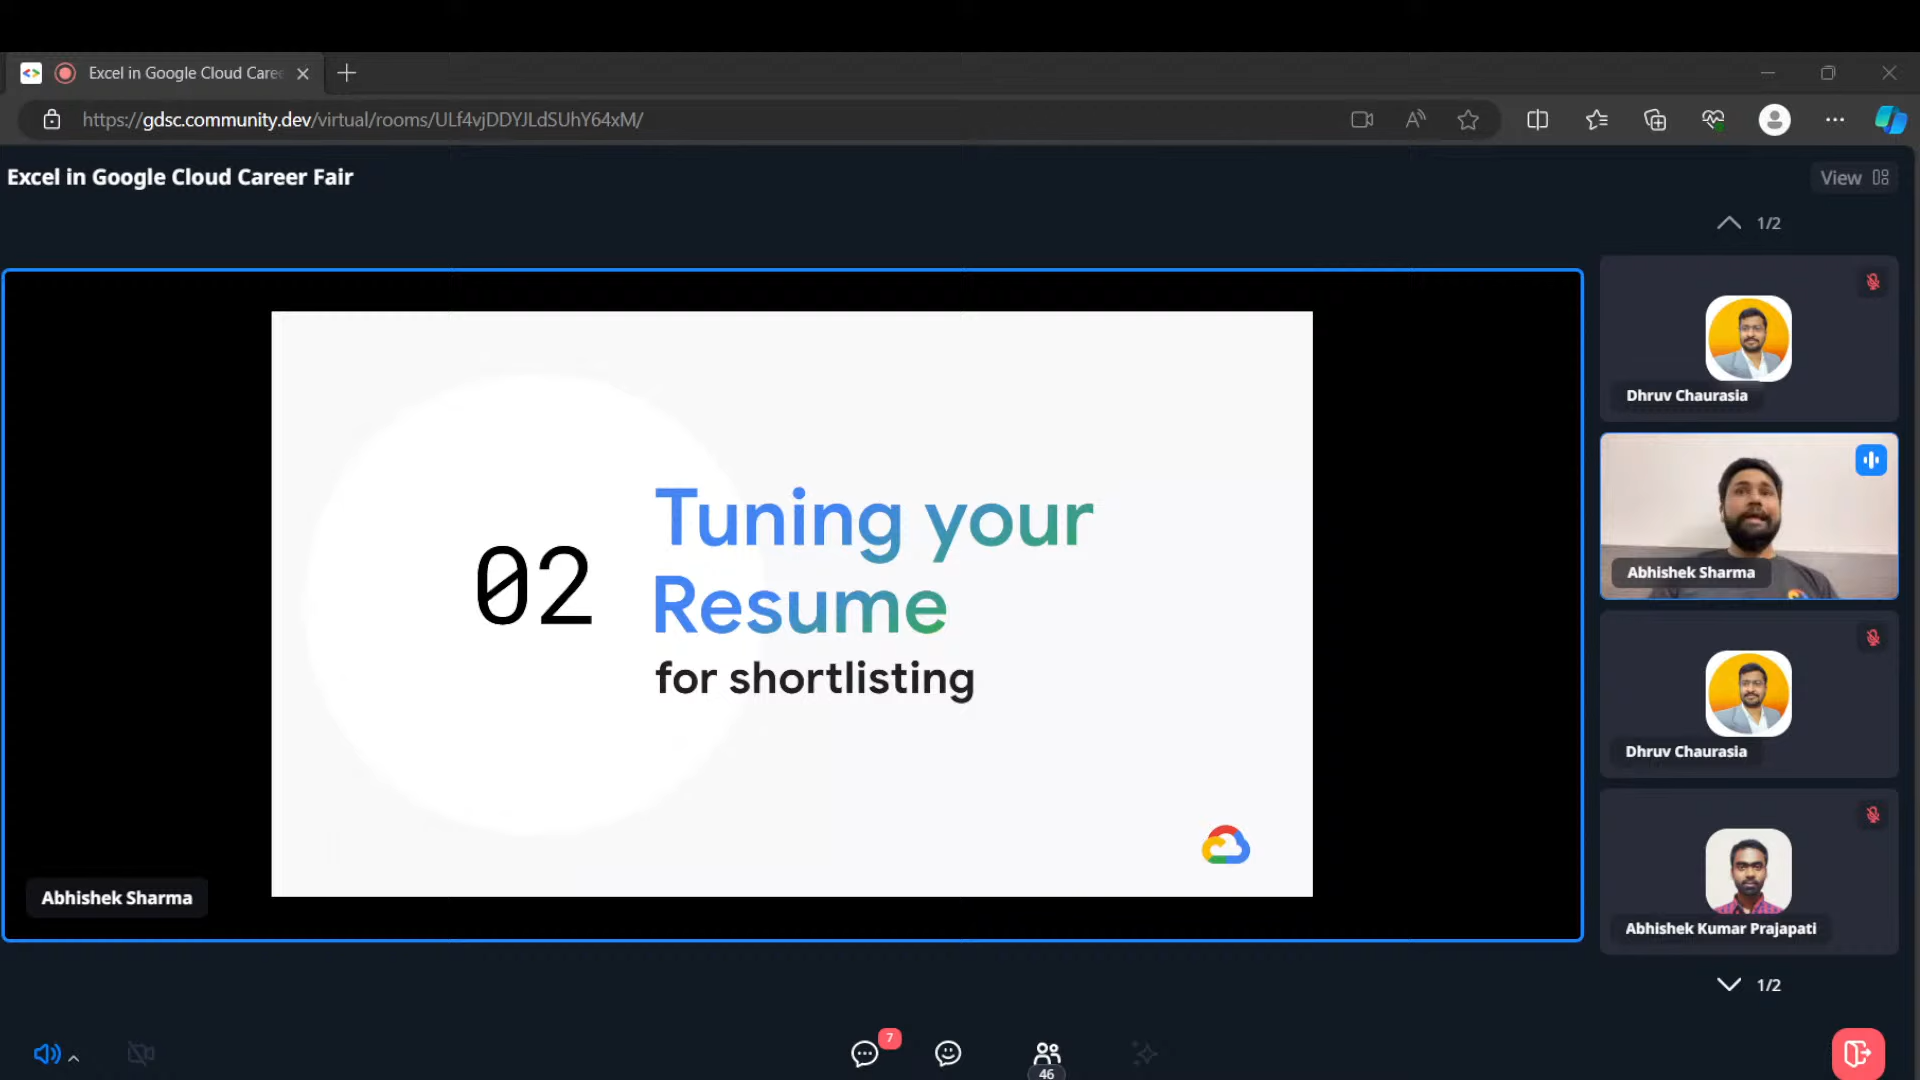 Excel in Google Cloud Caree
https://gdsc.community.dev/virtual/rooms/ULf4vjDDYJLdSUhY64xM/
Excel in Google Cloud Career Fair
View
1/2
Dhruv Chaurasia
02
Tuning your
Resume
for shortlisting
Abhishek Sharma
Dhruv Chaurasia
Abhishek Kumar Prajapati
Abhishek Sharma
1/2
7
46